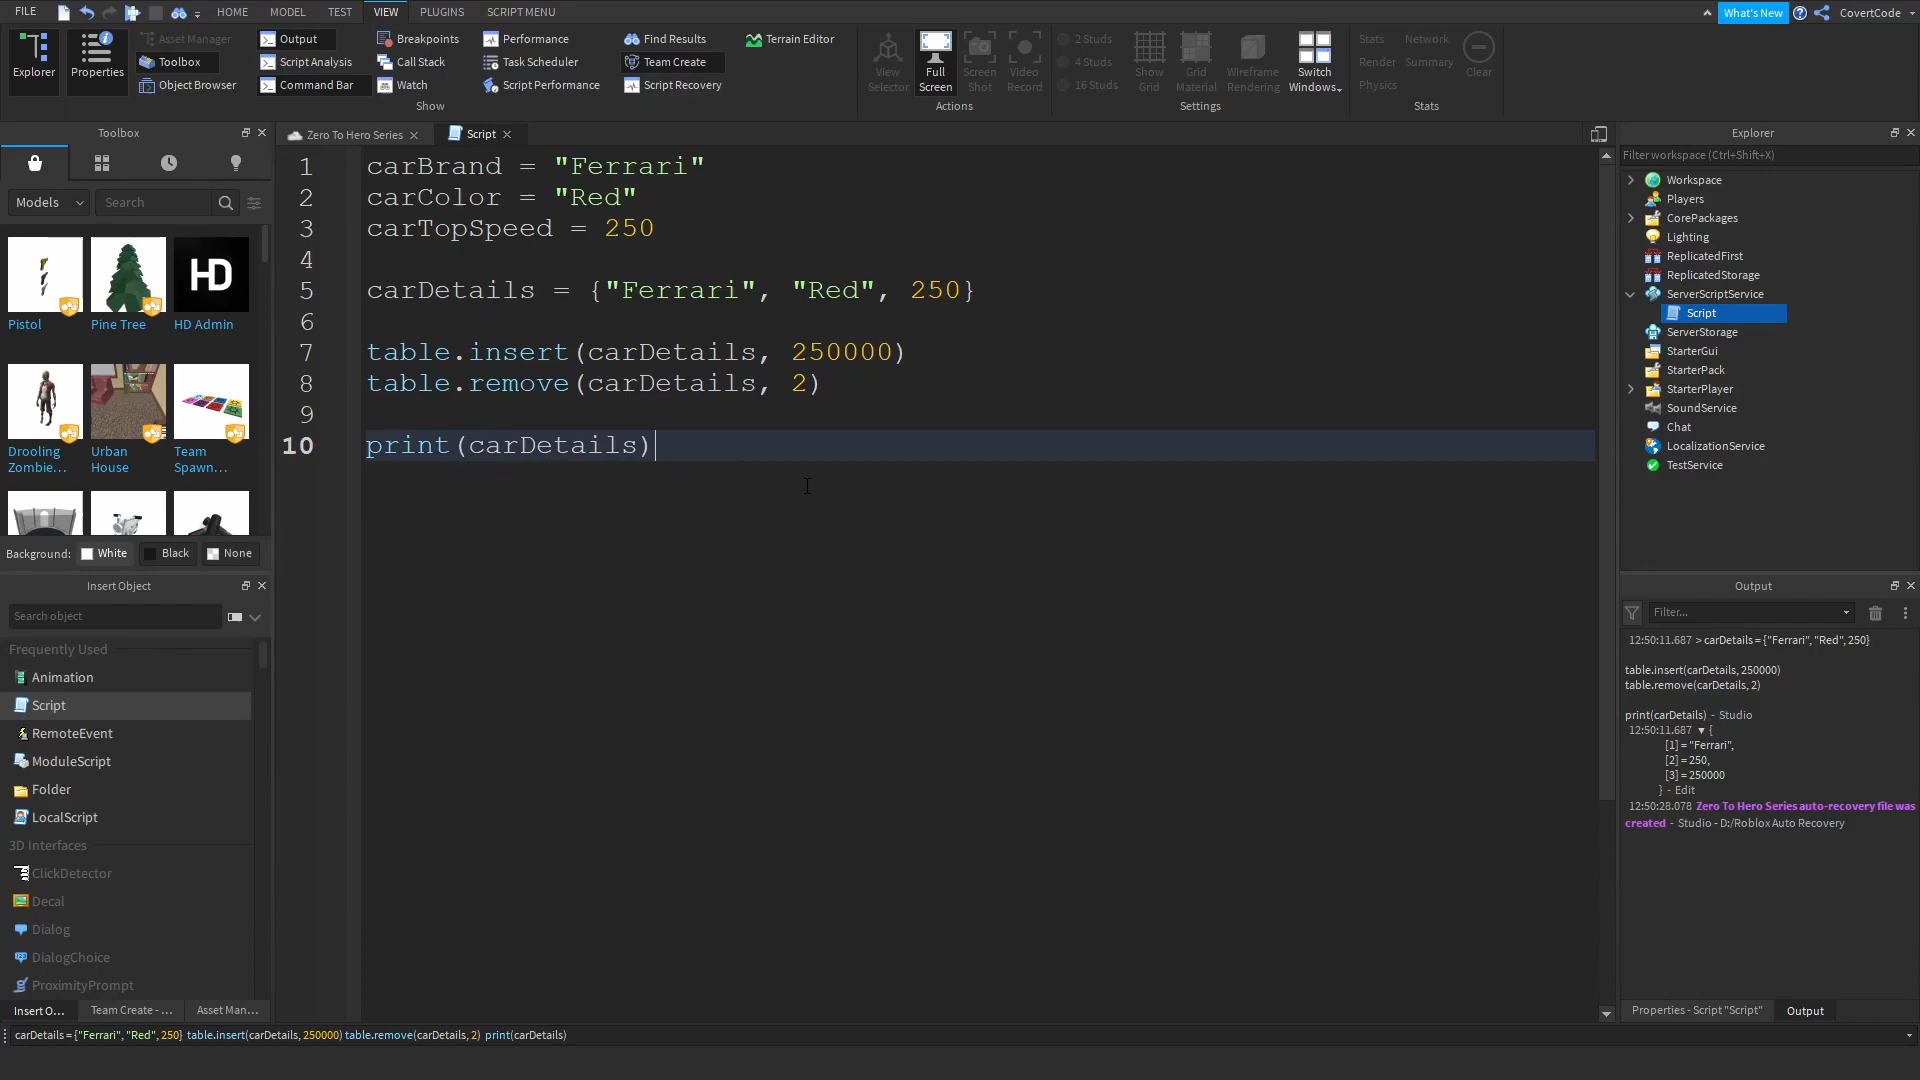 FILE
HOME
MODEL
TEST
VIEW
PLUGINS
SCRIPT MENU
What's New
CovertCode
Explorer
Properties
Asset Manager
Toolbox
Object Browser
Output
Script Analysis
Command Bar
Breakpoints
Call Stack
Watch
Performance
Task Scheduler
Script Performance
Find Results
Team Create
Script Recovery
Terrain Editor
Show
View
Selector
Full
Screen
Screen
Shot
Video
Record
Actions
2 Studs
4 Studs
16 Studs
Show
Grid
Grid
Material
Wireframe
Rendering
Switch
Windows
Settings
Stats
Render
Physics
Network
Summary
Clear
Stats
Toolbox
Models
Search
Pistol
Pine Tree
HD
HD Admin
Drooling
Zombie...
Urban
House
Team
Spawn...
Background:
White
Black
None
Insert Object
Search object
Frequently Used
Animation
Script
RemoteEvent
ModuleScript
Folder
LocalScript
3D Interfaces
ClickDetector
Decal
Dialog
DialogChoice
ProximityPrompt
Insert O...
Team Create - ...
Asset Man...
Zero To Hero Series
Script
1 carBrand = "Ferrari"
2 carColor = "Red"
3 carTopSpeed = 250
4
5 carDetails = {"Ferrari", "Red", 250}
6
7 table.insert(carDetails, 250000)
8 table.remove(carDetails, 2)
9
10 print(carDetails)
Explorer
Filter workspace (Ctrl+Shift+X)
Workspace
Players
CorePackages
Lighting
ReplicatedFirst
ReplicatedStorage
ServerScriptService
Script
ServerStorage
StarterGui
StarterPack
StarterPlayer
SoundService
Chat
LocalizationService
TestService
Output
Filter...
12:50:11.687 > carDetails = {"Ferrari", "Red", 250}
table.insert(carDetails, 250000)
table.remove(carDetails, 2)
print(carDetails) - Studio
12:50:11.687 ▼ {
[1] = "Ferrari",
[2] = 250,
[3] = 250000
} - Edit
12:50:28.078 Zero To Hero Series auto-recovery file was
created - Studio - D:/Roblox Auto Recovery
Properties - Script "Script"
Output
carDetails = {"Ferrari", "Red", 250} table.insert(carDetails, 250000) table.remove(carDetails, 2) print(carDetails)